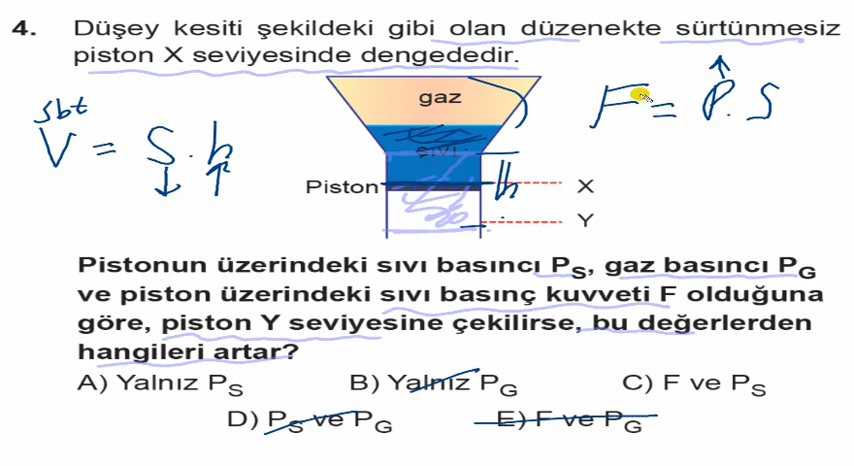 4. Düşey kesiti şekildeki gibi olan düzenekte sürtünmesiz
piston X seviyesinde dengededir.
gaz
sıvı
Piston
X
Y
sbt
V = S . h
h
F = P . S
Pistonun üzerindeki sıvı basıncı PS, gaz basıncı PG
ve piston üzerindeki sıvı basınç kuvveti F olduğuna
göre, piston Y seviyesine çekilirse, bu değerlerden
hangileri artar?
A) Yalnız PS B) Yalnız PG C) F ve PS
D) PS ve PG E) F ve PG